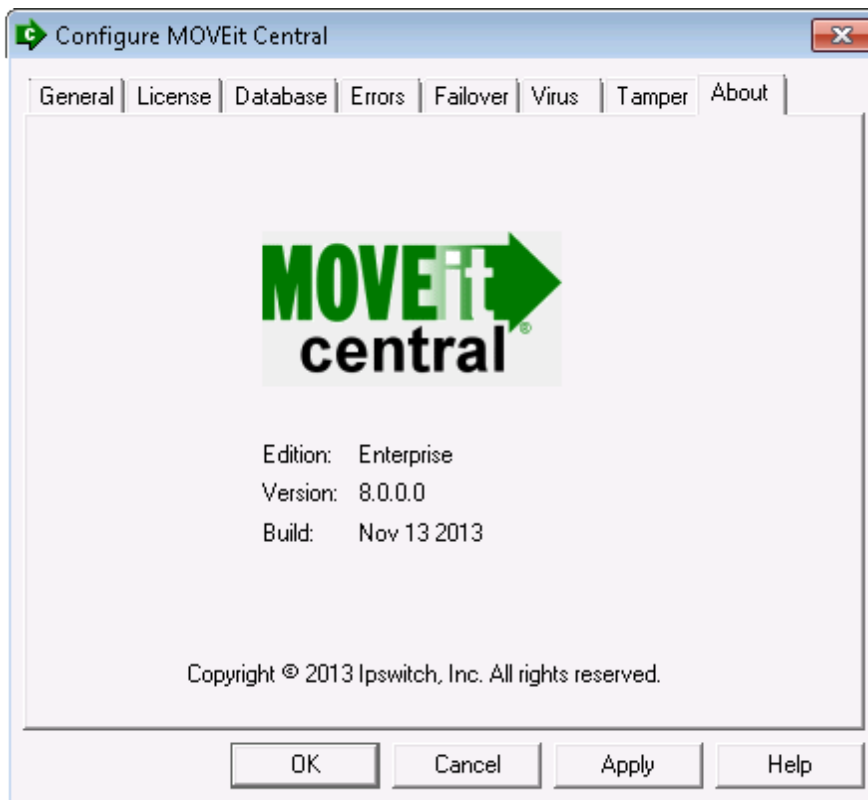 Configure MOVEit Central
General License Database Errors Failover Virus Tamper About
MOVEit
central®
Edition: Enterprise
Version: 8.0.0.0
Build: Nov 13 2013
Copyright © 2013 Ipswitch, Inc. All rights reserved.
OK Cancel Apply Help